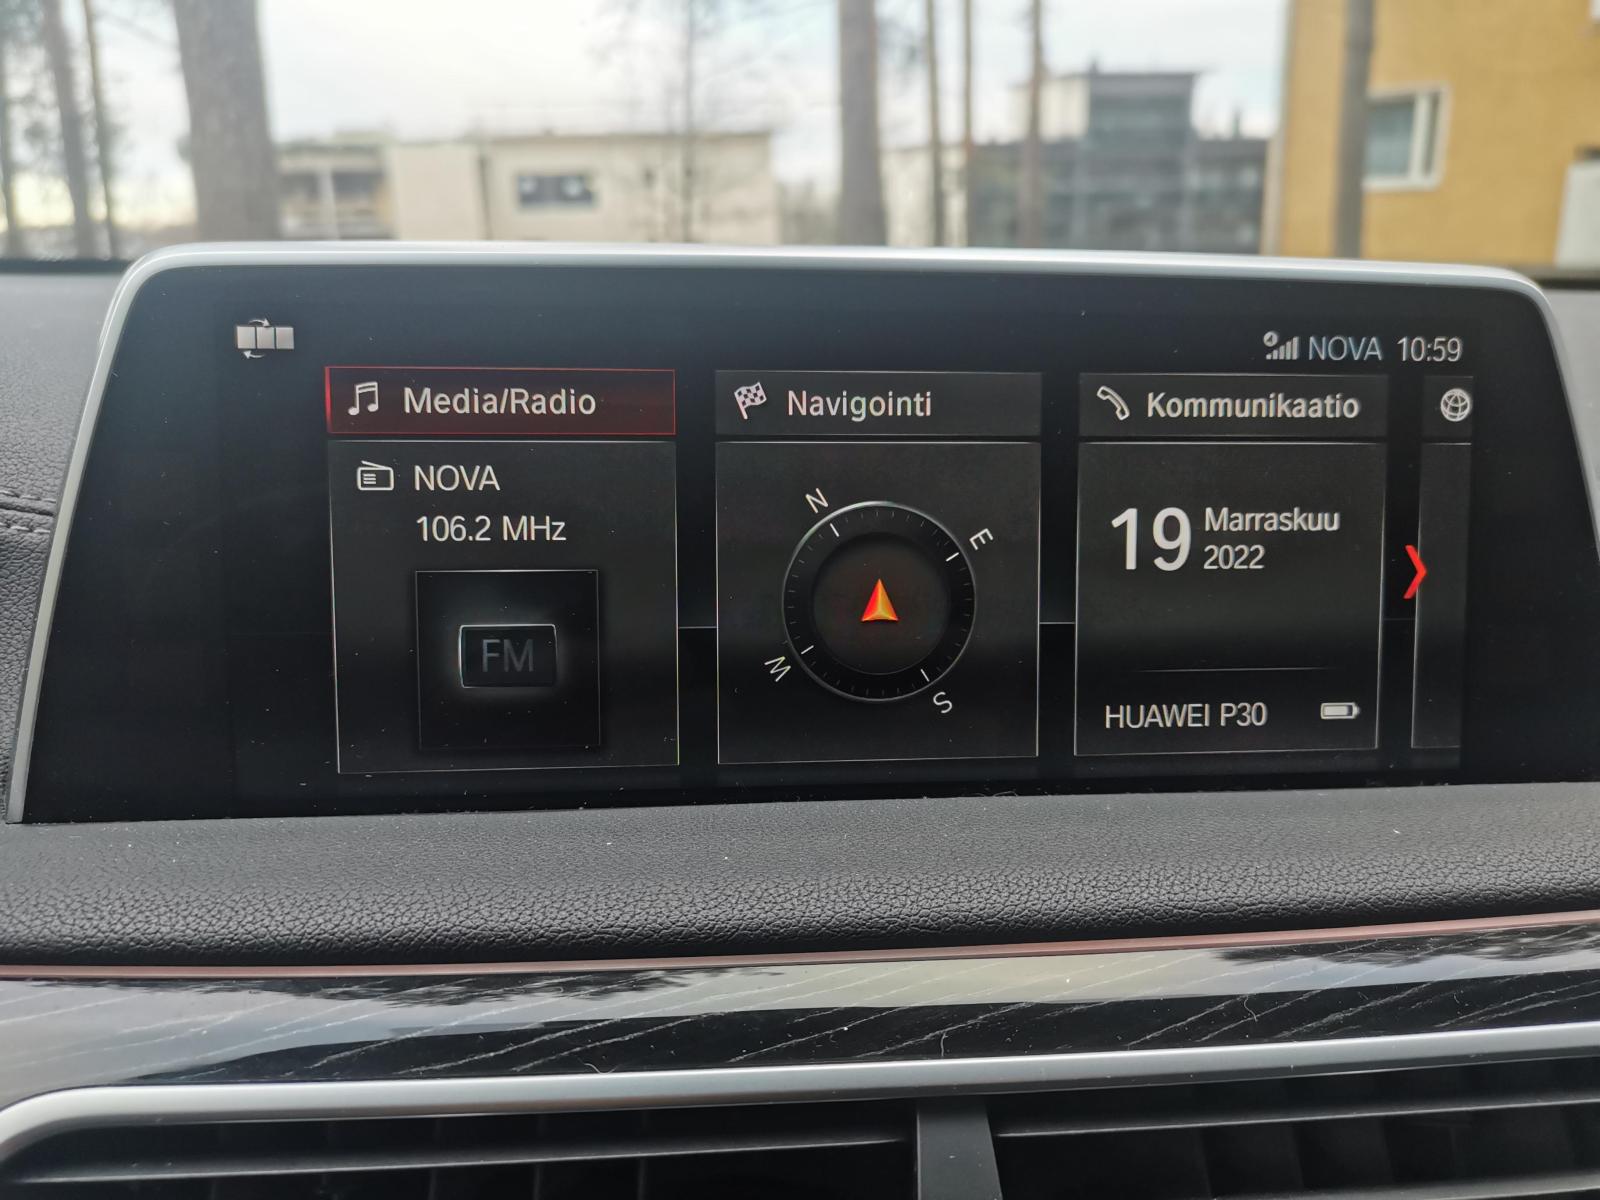 NOVA 10:59
Media/Radio
Navigointi
Kommunikaatio
NOVA
106.2 MHz
FM
N
E
S
W
19 Marraskuu
2022
HUAWEI P30